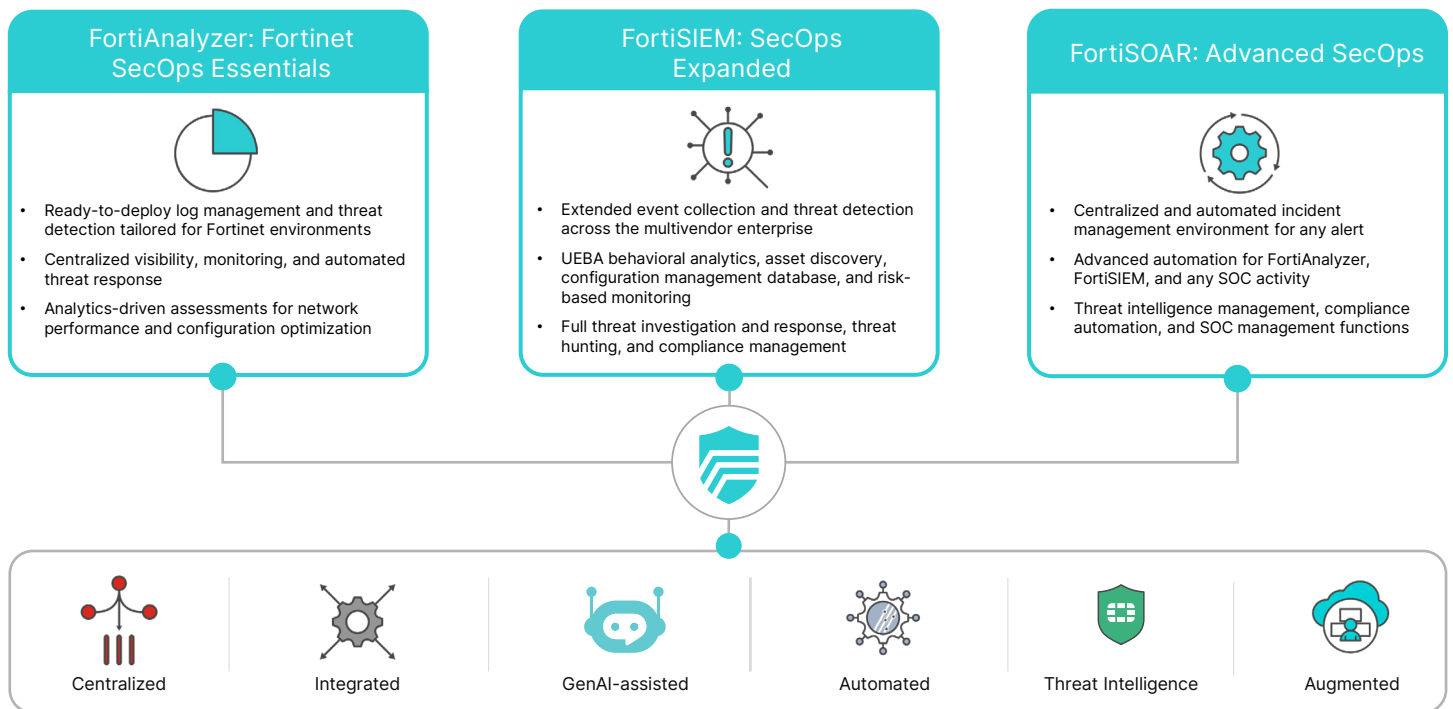 FortiAnalyzer: Fortinet
SecOps Essentials
• Ready-to-deploy log management and threat
detection tailored for Fortinet environments
• Centralized visibility, monitoring, and automated
threat response
• Analytics-driven assessments for network
performance and configuration optimization
FortiSIEM: SecOps
Expanded
• Extended event collection and threat detection
across the multivendor enterprise
• UEBA behavioral analytics, asset discovery,
configuration management database, and risk-
based monitoring
• Full threat investigation and response, threat
hunting, and compliance management
FortiSOAR: Advanced SecOps
• Centralized and automated incident
management environment for any alert
• Advanced automation for FortiAnalyzer,
FortiSIEM, and any SOC activity
• Threat intelligence management, compliance
automation, and SOC management functions
Centralized
Integrated
GenAI-assisted
Automated
Threat Intelligence
Augmented